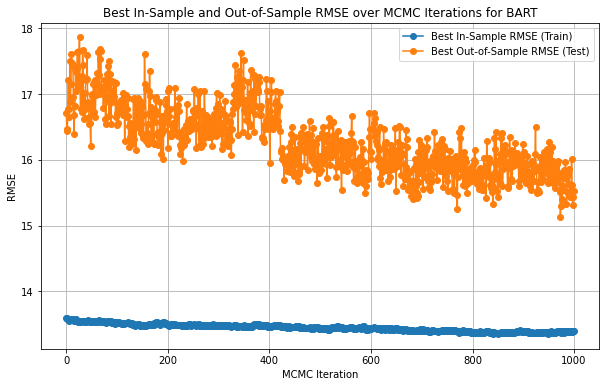 Best In-Sample and Out-of-Sample RMSE over MCMC Iterations for BART
Best In-Sample RMSE (Train)
Best Out-of-Sample RMSE (Test)
18
17
16
15
14
RMSE
0 200 400 600 800 1000
MCMC Iteration